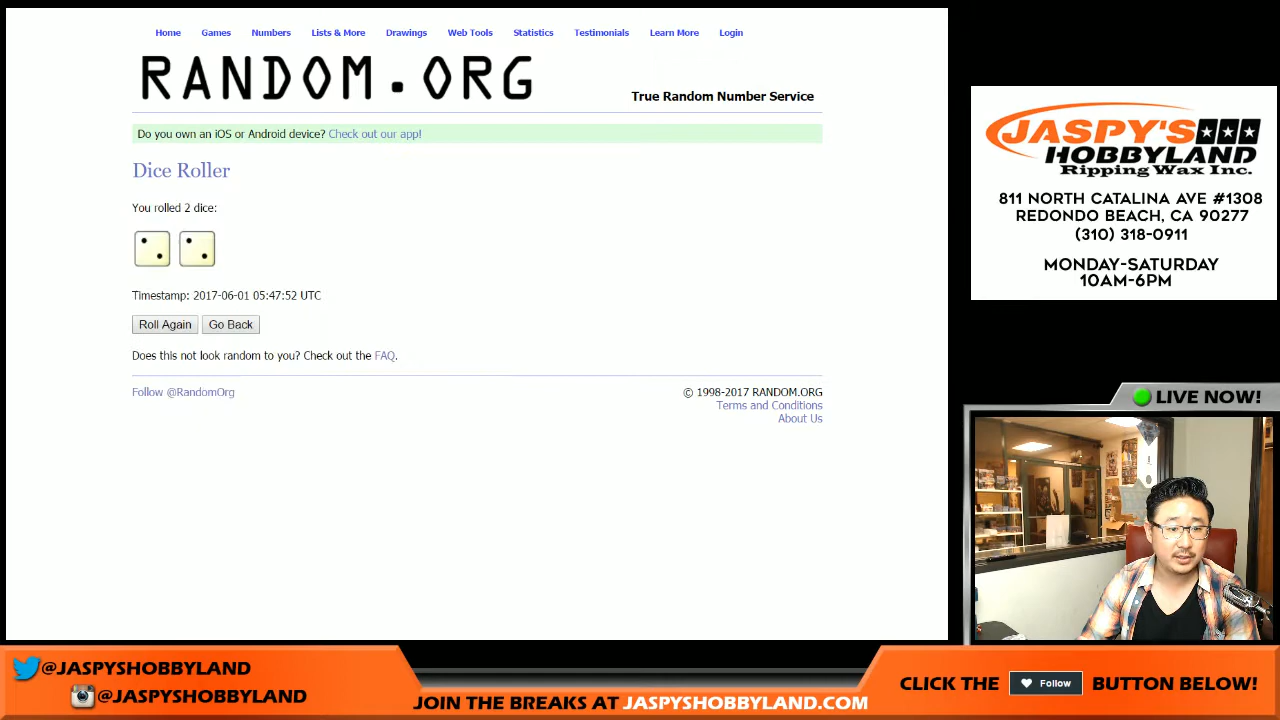 Home Games Numbers Lists & More Drawings Web Tools Statistics Testimonials Learn More Login
RANDOM.ORG
True Random Number Service
Do you own an iOS or Android device? Check out our app!
Dice Roller
You rolled 2 dice:
Timestamp: 2017-06-01 05:47:52 UTC
Roll Again Go Back
Does this not look random to you? Check out the FAQ.
Follow @RandomOrg
© 1998-2017 RANDOM.ORG
Terms and Conditions
About Us
JASPY'S
HOBBYLAND
Ripping Wax Inc.
811 NORTH CATALINA AVE #1308
REDONDO BEACH, CA 90277
(310) 318-0911
MONDAY-SATURDAY
10AM-6PM
LIVE NOW!
@JASPYSHOBBYLAND
@JASPYSHOBBYLAND
JOIN THE BREAKS AT JASPYSHOBBYLAND.COM
CLICK THE Follow BUTTON BELOW!